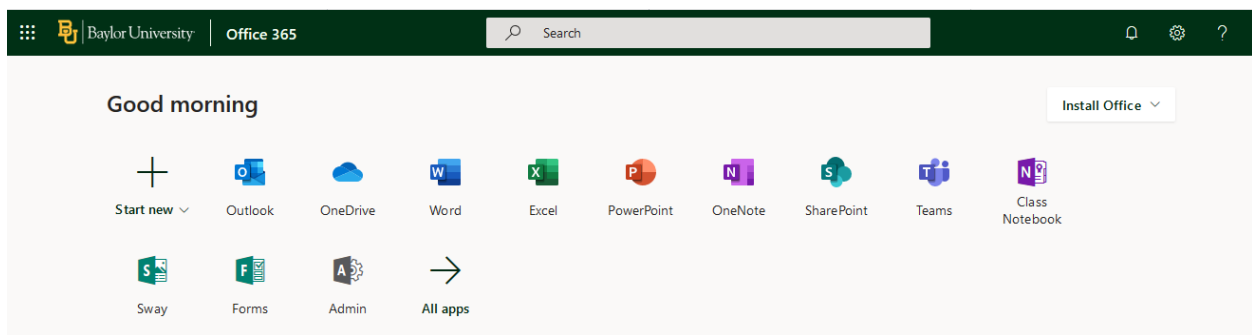 Baylor University Office 365 Search ?
Good morning
Install Office
Start new Outlook OneDrive Word Excel PowerPoint OneNote SharePoint Teams Class
Notebook
Sway Forms Admin All apps